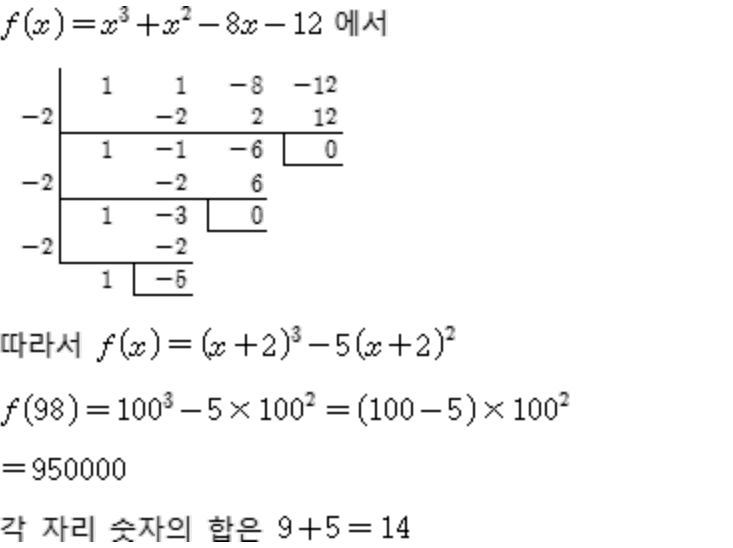 f(x)=x³+x²−8x−12 에서
1 1 −8 −12
−2 −2 2 12
1 −1 −6 0
−2 −2 6
1 −3 0
−2 −2
1 −5
따라서 f(x)=(x+2)³−5(x+2)²
f(98)=100³−5×100²=(100−5)×100²
=950000
각 자리 숫자의 합은 9+5=14